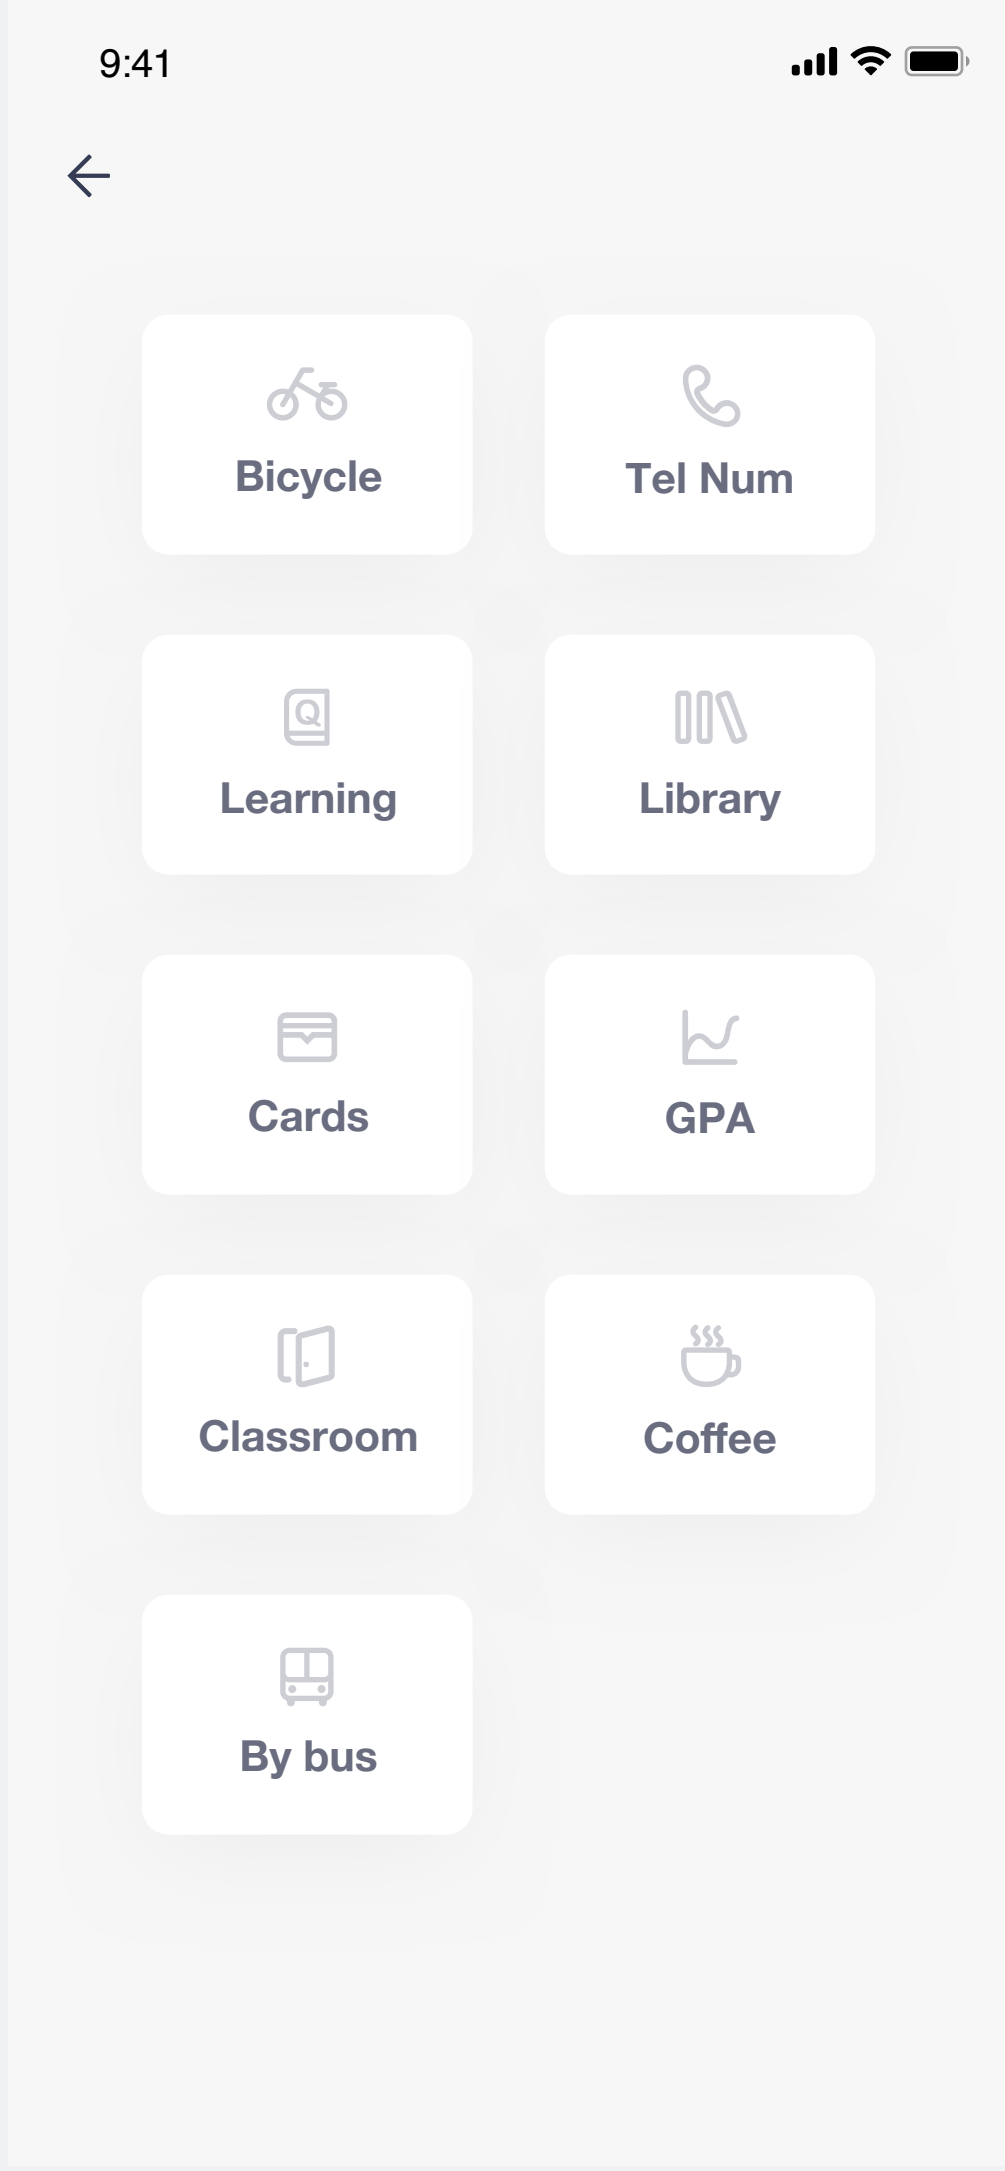 9:41
Bicycle
Tel Num
Q
Learning
Library
Cards
GPA
Classroom
Coffee
By bus